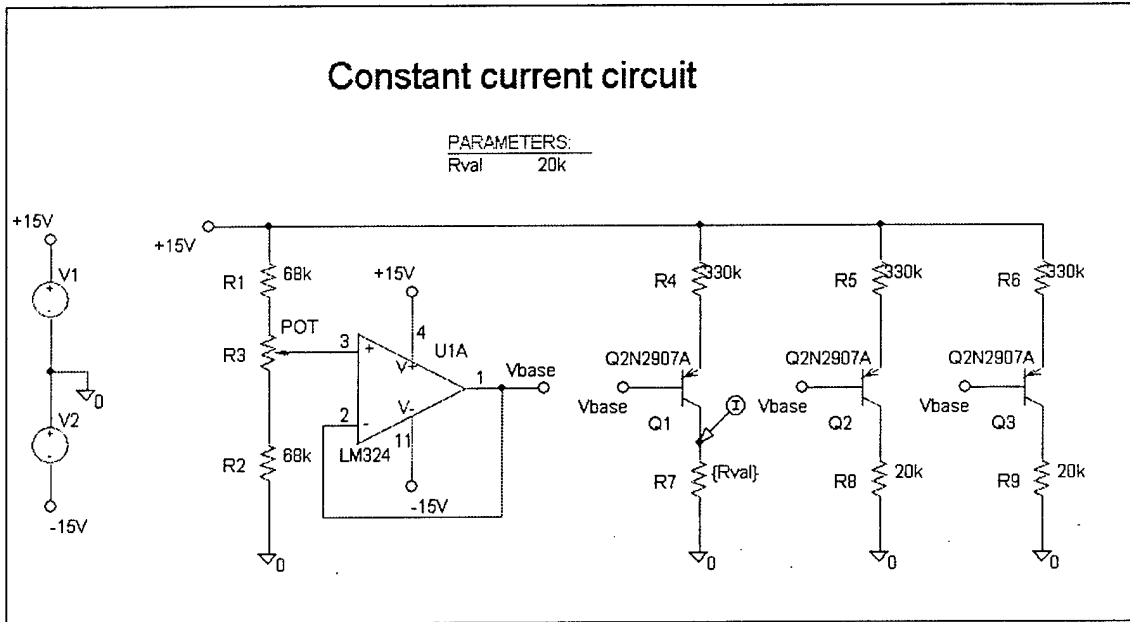 Constant current circuit
PARAMETERS:
Rval 20k
+15V
V1
0
V2
-15V
+15V
R1 68k
R3 POT
R2 68k
0
+15V
3 4
+ V+ U1A
1 Vbase
2 V-
- 11
LM324
-15V
R4 330k
Q2N2907A
Vbase
Q1
I
R7 {Rval}
0
R5 330k
Q2N2907A
Vbase
Q2
R8 20k
0
R6 330k
Q2N2907A
Vbase
Q3
R9 20k
0